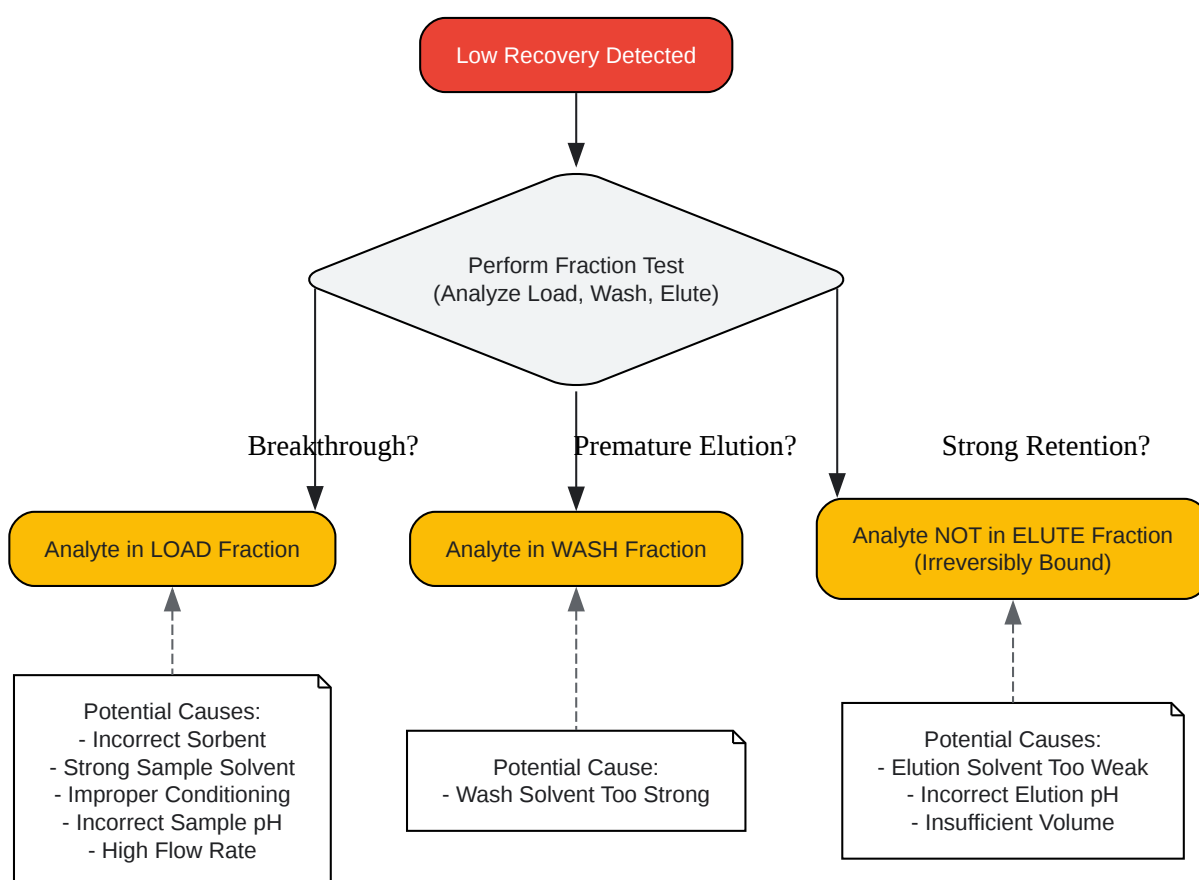 Low Recovery Detected
Perform Fraction Test
(Analyze Load, Wash, Elute)
Breakthrough?
Premature Elution?
Strong Retention?
Analyte in LOAD Fraction
Analyte in WASH Fraction
Analyte NOT in ELUTE Fraction
(Irreversibly Bound)
Potential Causes:
- Incorrect Sorbent
- Strong Sample Solvent
- Improper Conditioning
- Incorrect Sample pH
- High Flow Rate
Potential Cause:
- Wash Solvent Too Strong
Potential Causes:
- Elution Solvent Too Weak
- Incorrect Elution pH
- Insufficient Volume